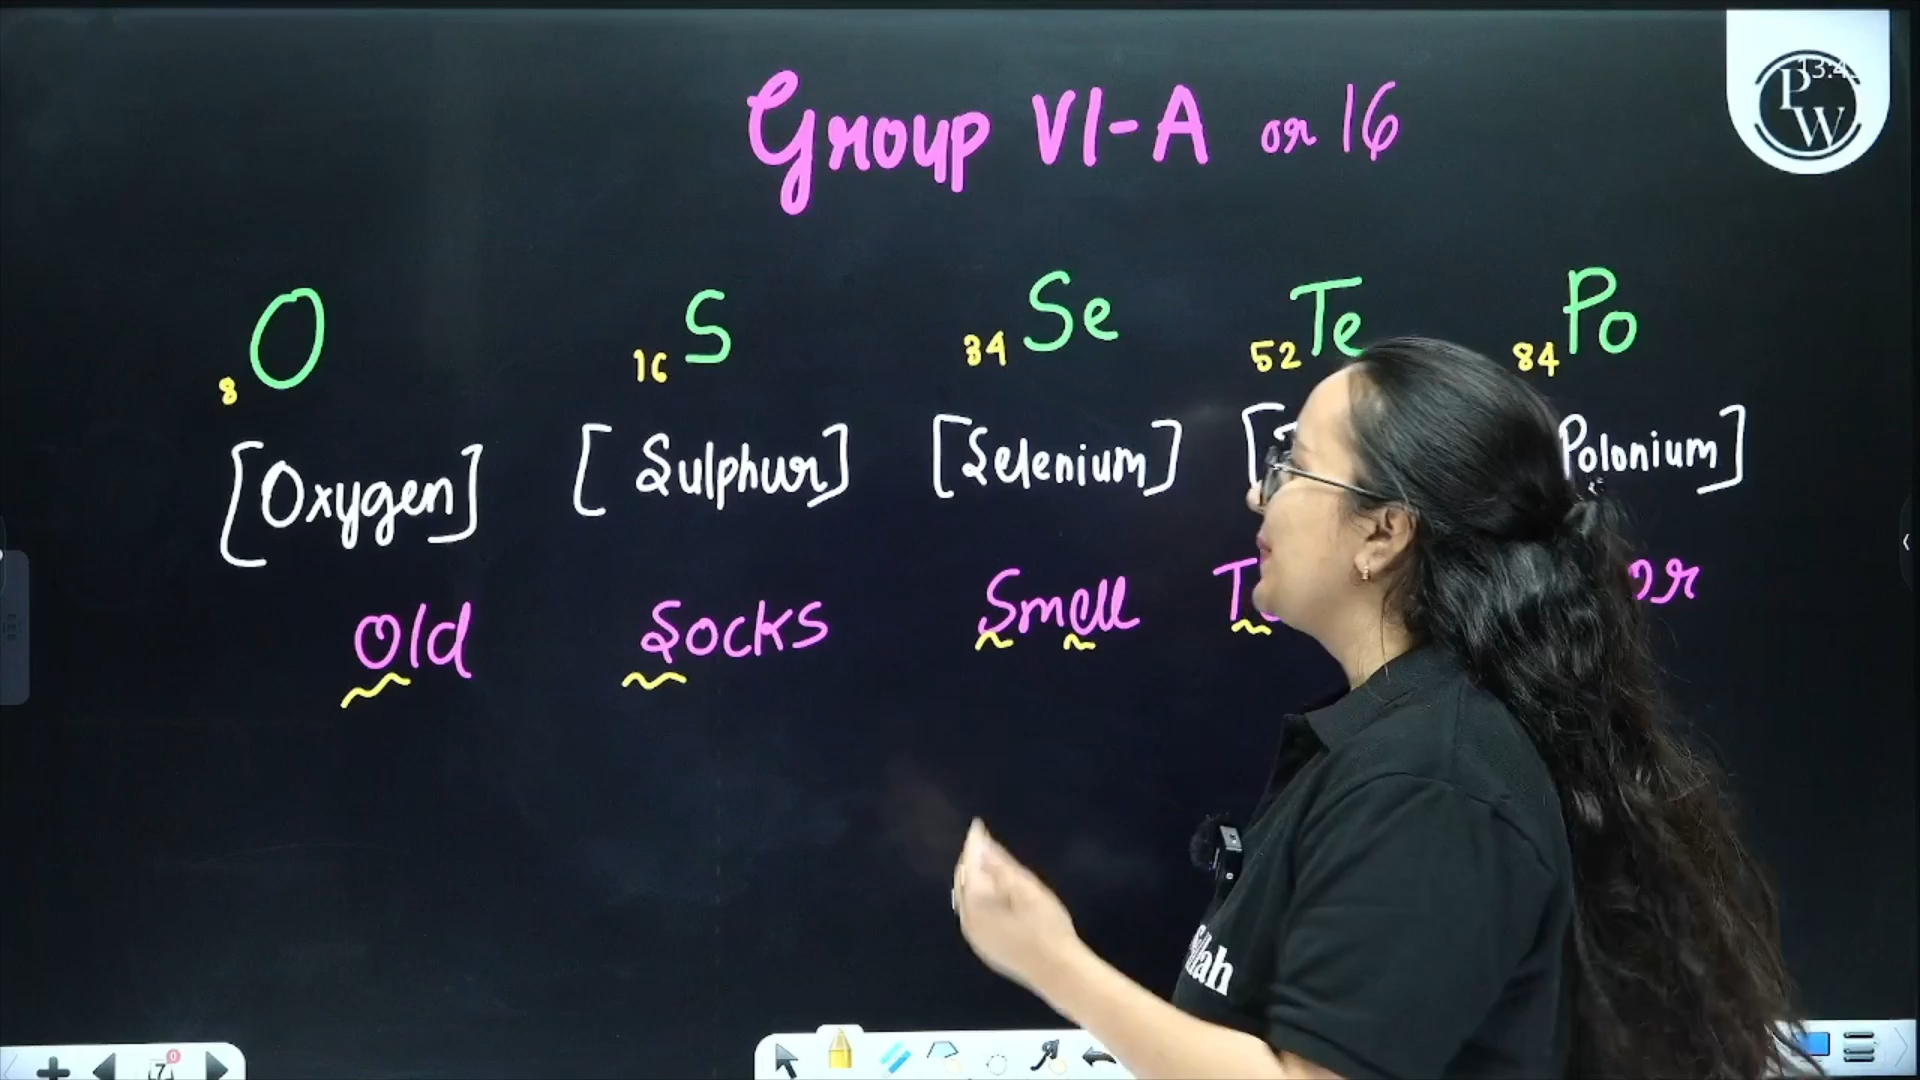 Group VI-A or 16
PW
8 O 16 S 34 Se 52 Te 84 Po
[Oxygen] [Sulphur] [Selenium] [ Polonium]
Old Socks Smell